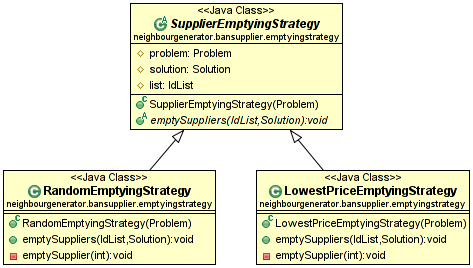 <<Java Class>>
SupplierEmptyingStrategy
neighbourgenerator.bansupplier.emptyingstrategy
problem: Problem
solution: Solution
list: IdList
SupplierEmptyingStrategy(Problem)
emptySuppliers(IdList,Solution):void
<<Java Class>>
RandomEmptyingStrategy
neighbourgenerator.bansupplier.emptyingstrategy
RandomEmptyingStrategy(Problem)
emptySuppliers(IdList,Solution):void
emptySupplier(int):void
<<Java Class>>
LowestPriceEmptyingStrategy
neighbourgenerator.bansupplier.emptyingstrategy
LowestPriceEmptyingStrategy(Problem)
emptySuppliers(IdList,Solution):void
emptySupplier(int):void